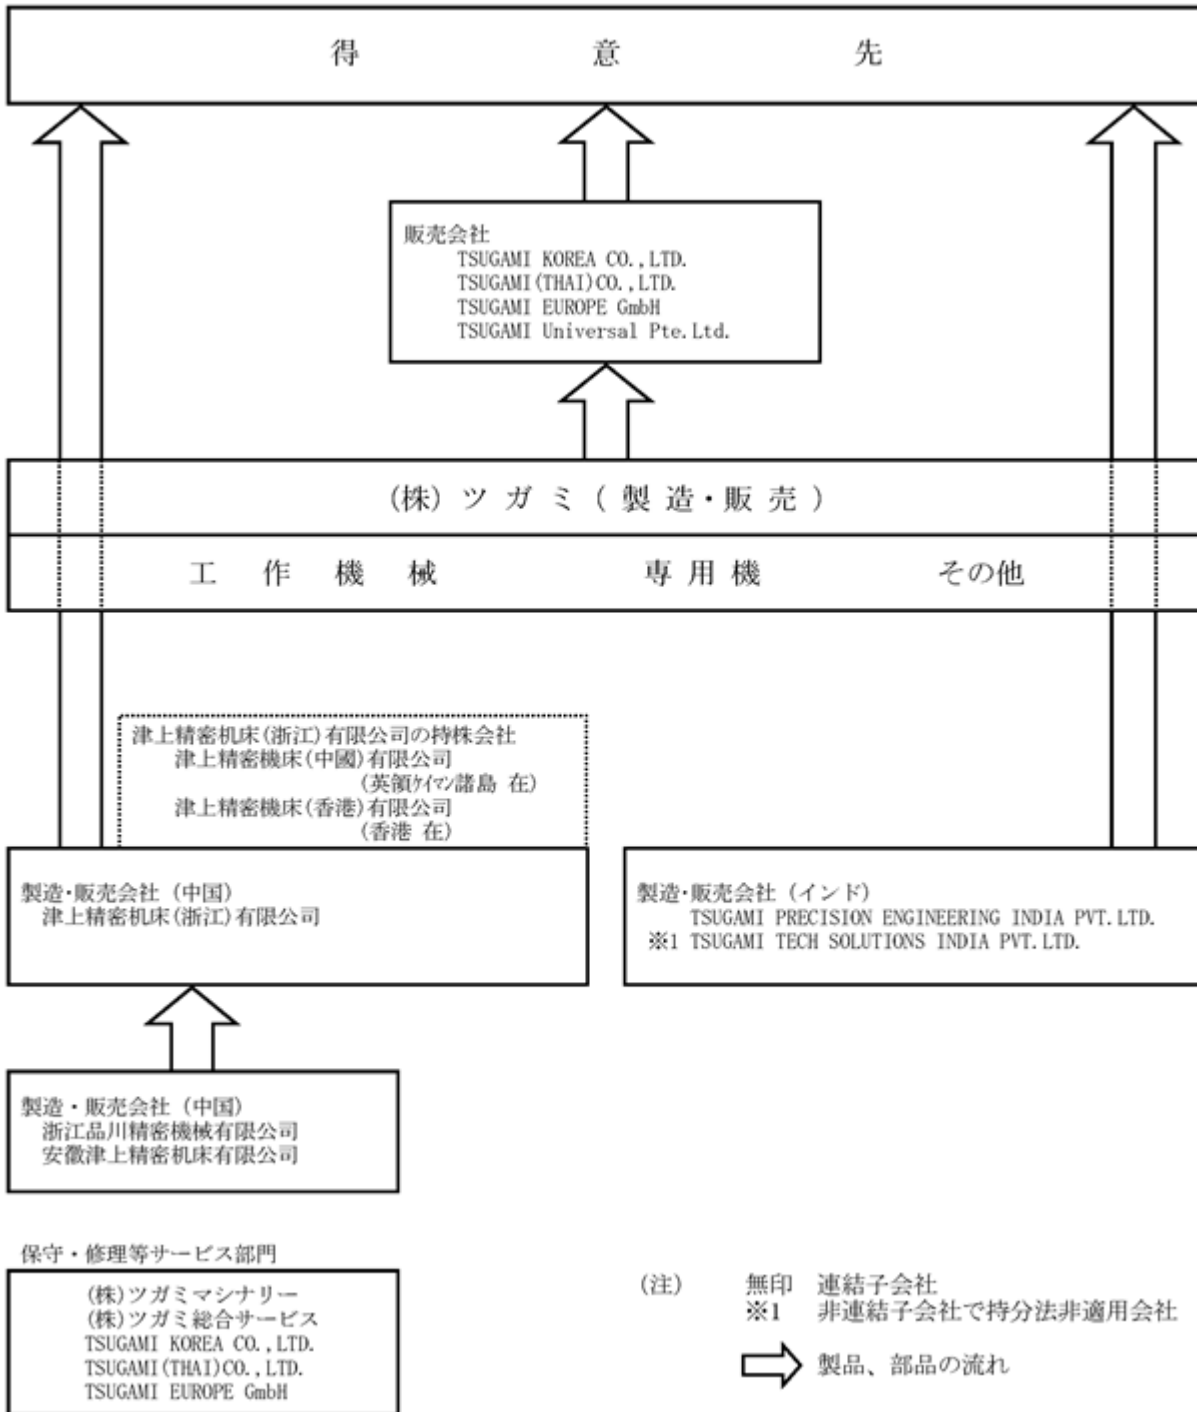 得意先
販売会社
TSUGAMI KOREA CO.,LTD.
TSUGAMI(THAI)CO.,LTD.
TSUGAMI EUROPE GmbH
TSUGAMI Universal Pte.Ltd.
(株)ツガミ(製造・販売)
工作機械 専用機 その他
津上精密机床(浙江)有限公司の持株会社
津上精密機床(中國)有限公司
(英領ｹｲﾏﾝ諸島 在)
津上精密機床(香港)有限公司
(香港 在)
製造・販売会社 (中国)
津上精密机床(浙江)有限公司
製造・販売会社 (インド)
TSUGAMI PRECISION ENGINEERING INDIA PVT.LTD.
※1 TSUGAMI TECH SOLUTIONS INDIA PVT.LTD.
製造・販売会社 (中国)
浙江品川精密機械有限公司
安徽津上精密机床有限公司
保守・修理等サービス部門
(株)ツガミマシナリー
(株)ツガミ総合サービス
TSUGAMI KOREA CO.,LTD.
TSUGAMI(THAI)CO.,LTD.
TSUGAMI EUROPE GmbH
(注) 無印 連結子会社
※1 非連結子会社で持分法非適用会社
製品、部品の流れ